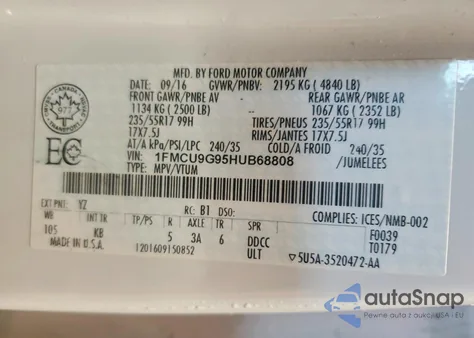 MFD. BY FORD MOTOR COMPANY
DATE: 09/16 GVWR/PNBV: 2195 KG ( 4840 LB)
FRONT GAWR/PNBE AV REAR GAWR/PNBE AR
1134 KG ( 2500 LB) 1067 KG ( 2352 LB)
235/55R17 99H TIRES/PNEUS 235/55R17 99H
17X7.5J RIMS/JANTES 17X7.5J
AT/A kPa/PSI/LPC 240/35 COLD/A FROID 240/35
VIN: 1FMCU9G95HUB68808 /JUMELEES
TYPE: MPV/VTUM
EC
EXT PNT: YZ RC: B1 DSO: COMPLIES: ICES/NMB-002
WB INT TR TP/PS R AXLE TR SPR F0039
105 KB 5 3A 6 DDCC T0179
MADE IN U.S.A. 1201609150852 ULT 5U5A-3520472-AA
autoSnap
Pewne auta z aukcji USA i EU